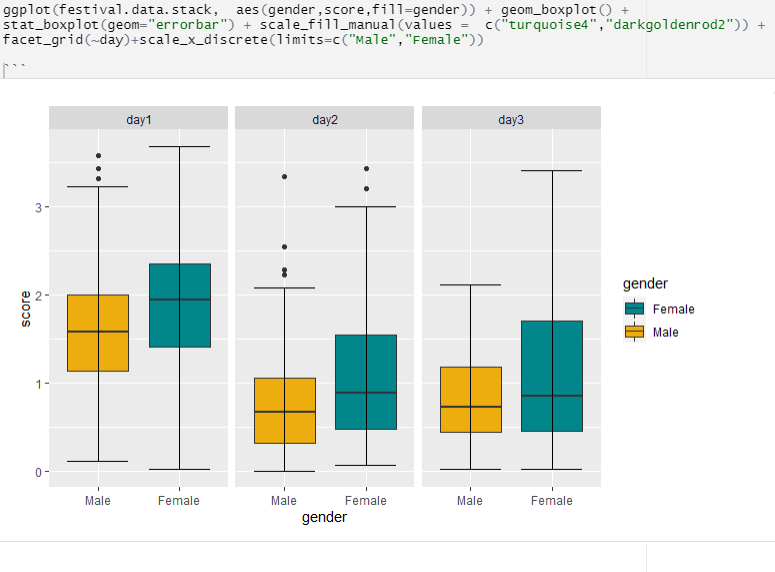 ggplot(festival.data.stack,  aes(gender,score,fill=gender)) + geom_boxplot() +
stat_boxplot(geom="errorbar") + scale_fill_manual(values =  c("turquoise4","darkgoldenrod2")) +
facet_grid(~day)+scale_x_discrete(limits=c("Male","Female"))
```
day1 day2 day3
3
2
1
0
score
Male Female Male Female Male Female
gender
gender
Female
Male